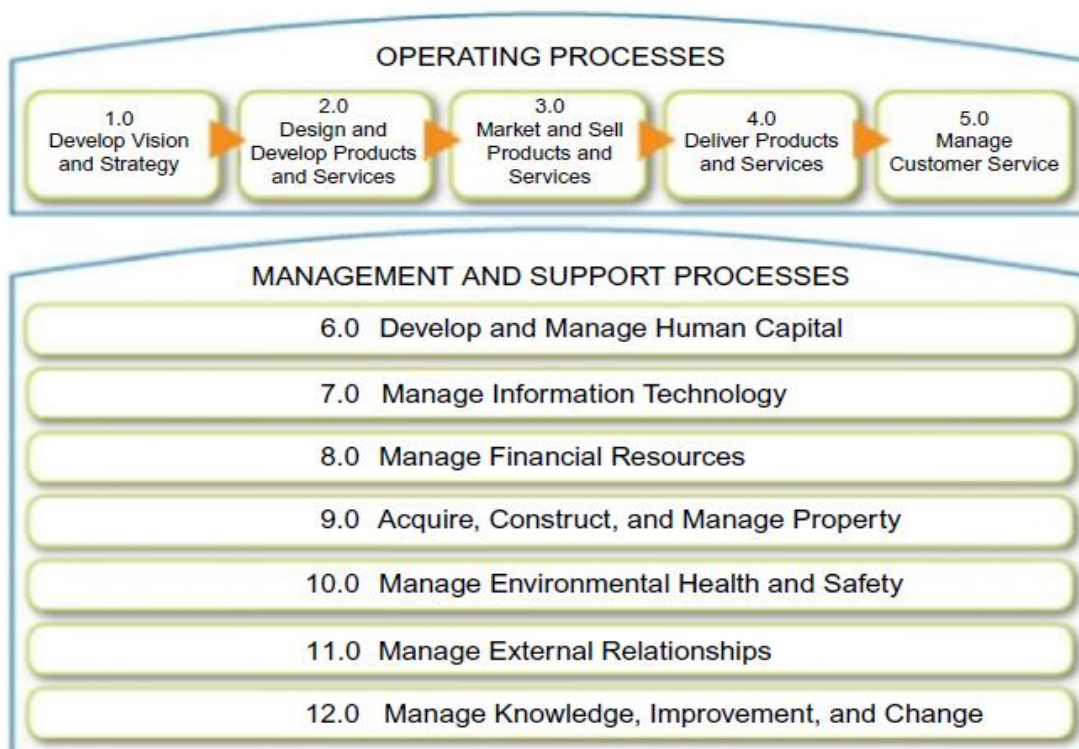 OPERATING PROCESSES
1.0
Develop Vision
and Strategy
2.0
Design and
Develop Products
and Services
3.0
Market and Sell
Products and
Services
4.0
Deliver Products
and Services
5.0
Manage
Customer Service
MANAGEMENT AND SUPPORT PROCESSES
6.0 Develop and Manage Human Capital
7.0 Manage Information Technology
8.0 Manage Financial Resources
9.0 Acquire, Construct, and Manage Property
10.0 Manage Environmental Health and Safety
11.0 Manage External Relationships
12.0 Manage Knowledge, Improvement, and Change